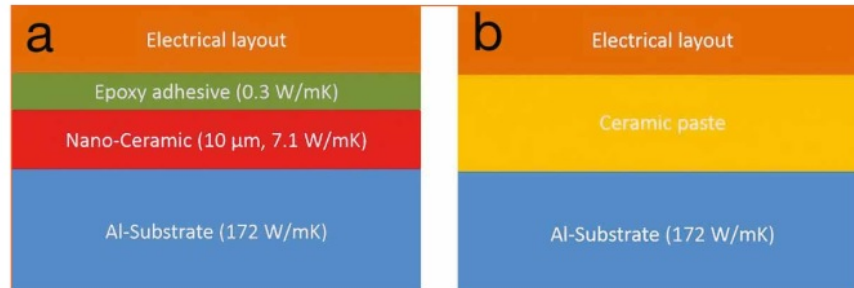 a
Electrical layout
Epoxy adhesive (0.3 W/mK)
Nano-Ceramic (10 μm, 7.1 W/mK)
Al-Substrate (172 W/mK)
b
Electrical layout
Ceramic paste
Al-Substrate (172 W/mK)